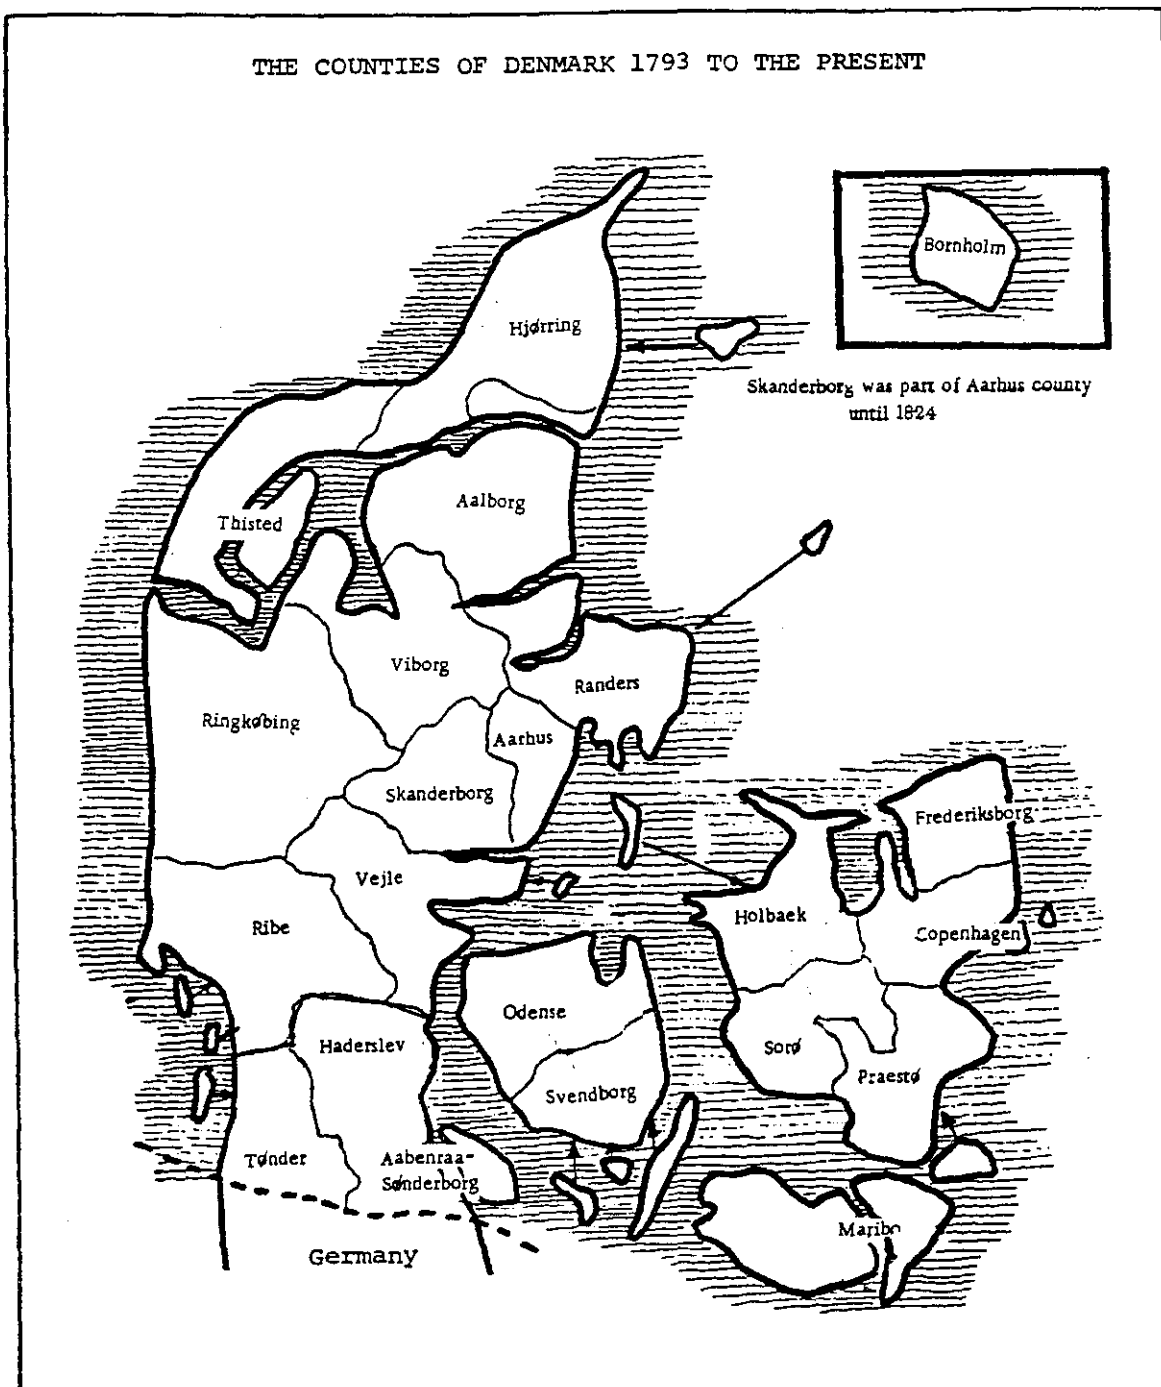 THE COUNTIES OF DENMARK 1793 TO THE PRESENT
Bornholm
Hjørring
Skanderborg was part of Aarhus county
until 1824
Aalborg
Thisted
Viborg
Randers
Ringkøbing
Aarhus
Skanderborg
Frederiksborg
Vejle
Holbaek
Ribe
Copenhagen
Odense
Haderslev
Sorø
Praestø
Svendborg
Tønder
Aabenraa-
Sønderborg
Maribo
Germany